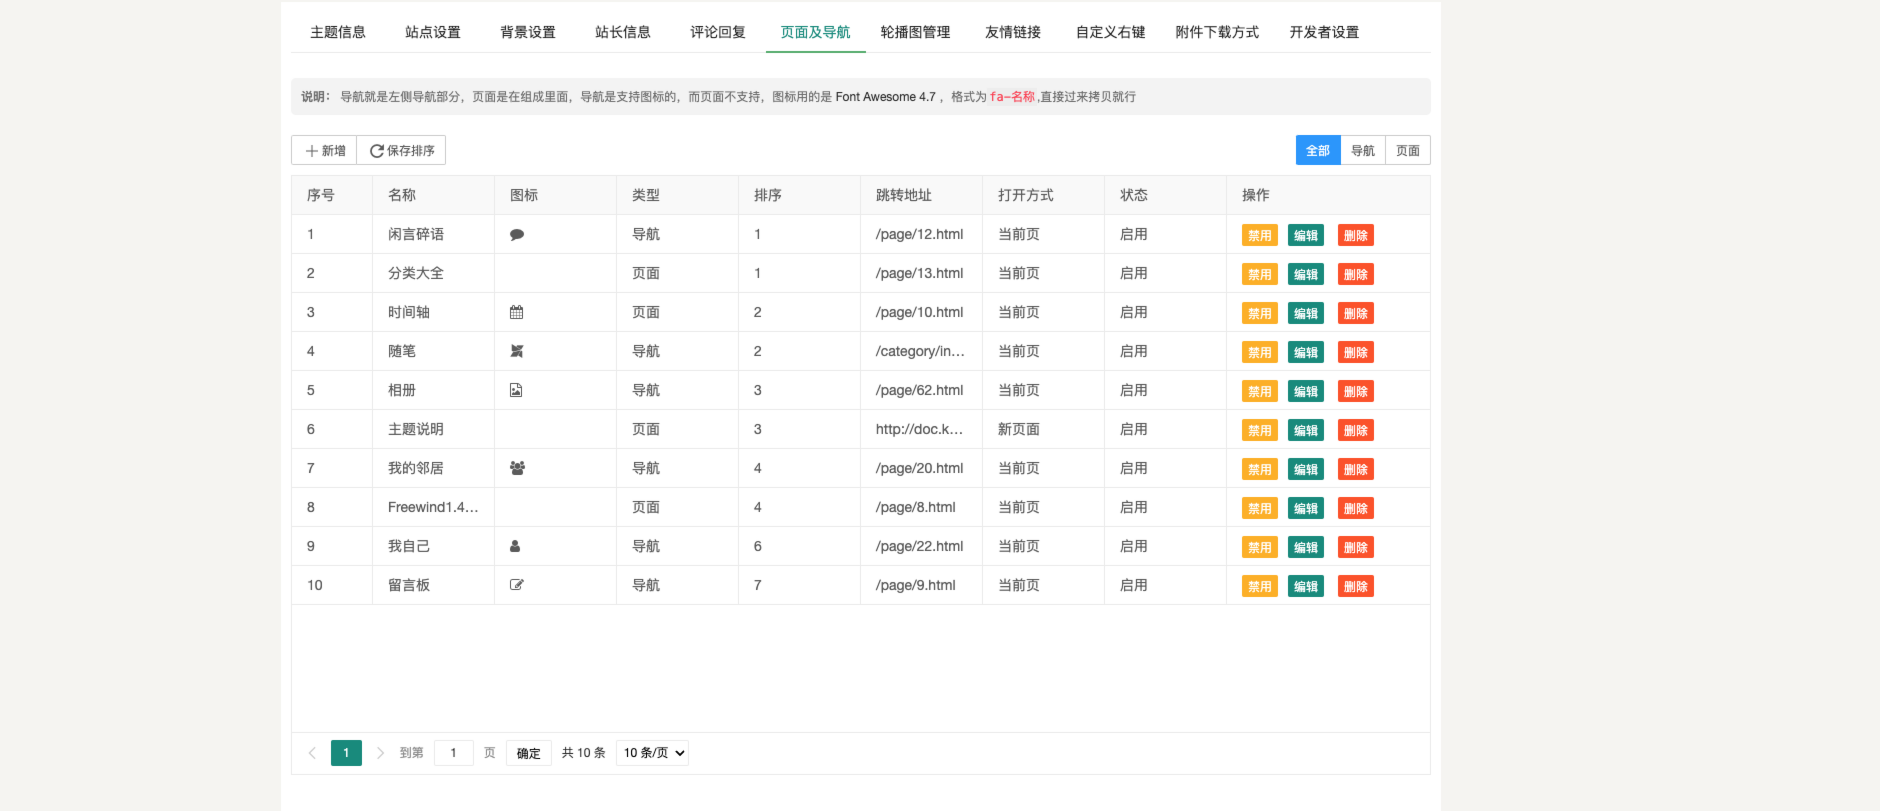 主题信息 站点设置 背景设置 站长信息 评论回复 页面及导航 轮播图管理 友情链接 自定义右键 附件下载方式 开发者设置
说明： 导航就是左侧导航部分，页面是在组成里面，导航是支持图标的，而页面不支持，图标用的是 Font Awesome 4.7 ，格式为 fa-名称 ,直接过来拷贝就行
新增 保存排序 全部 导航 页面
序号 名称 图标 类型 排序 跳转地址 打开方式 状态 操作
1 闲言碎语 导航 1 /page/12.html 当前页 启用 禁用 编辑 删除
2 分类大全 页面 1 /page/13.html 当前页 启用 禁用 编辑 删除
3 时间轴 页面 2 /page/10.html 当前页 启用 禁用 编辑 删除
4 随笔 导航 2 /category/in… 当前页 启用 禁用 编辑 删除
5 相册 导航 3 /page/62.html 当前页 启用 禁用 编辑 删除
6 主题说明 页面 3 http://doc.k… 新页面 启用 禁用 编辑 删除
7 我的邻居 导航 4 /page/20.html 当前页 启用 禁用 编辑 删除
8 Freewind1.4… 页面 4 /page/8.html 当前页 启用 禁用 编辑 删除
9 我自己 导航 6 /page/22.html 当前页 启用 禁用 编辑 删除
10 留言板 导航 7 /page/9.html 当前页 启用 禁用 编辑 删除
1 到第 1 页 确定 共 10 条 10 条/页